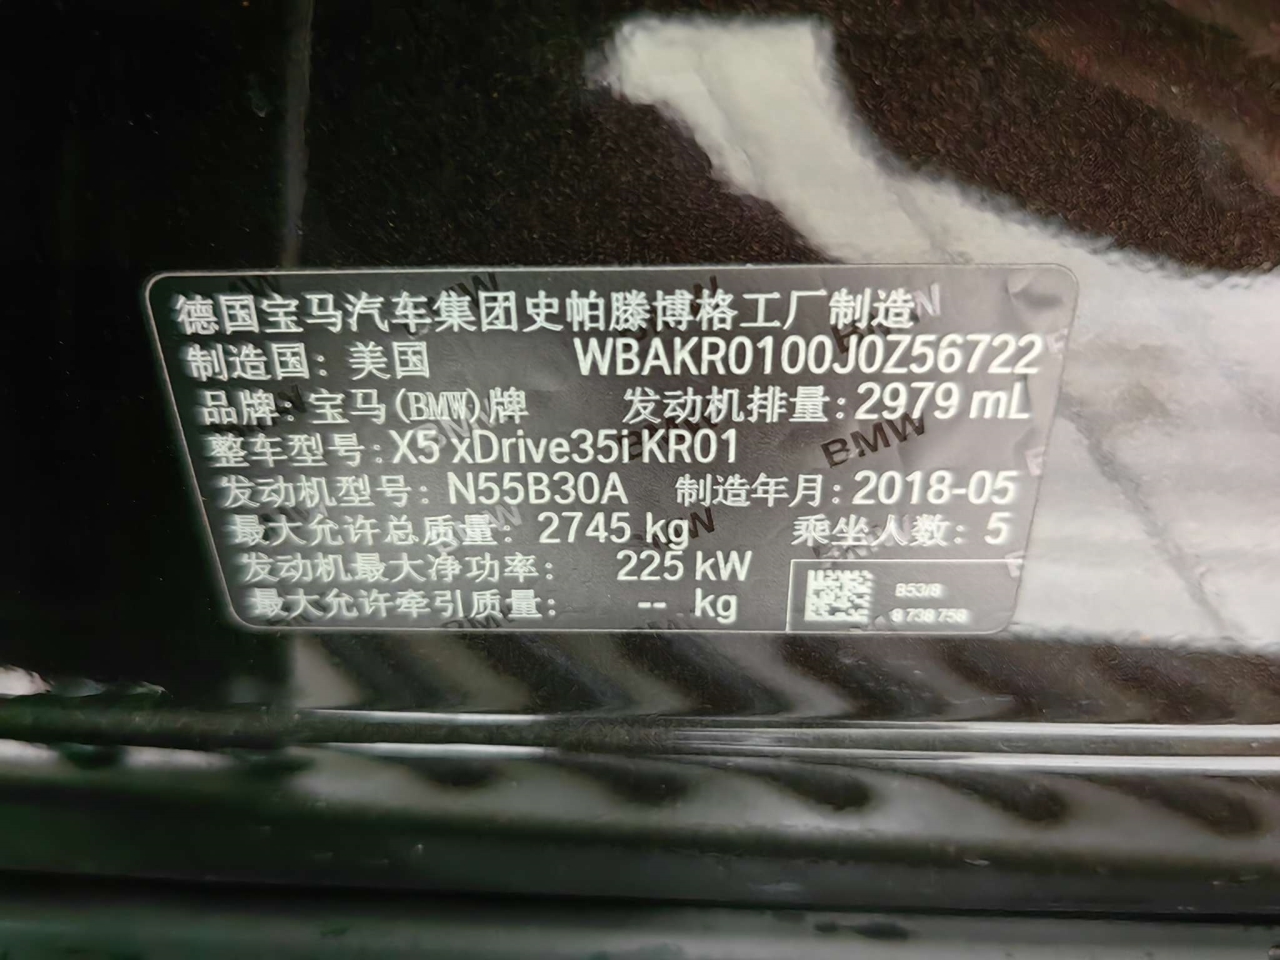 德国宝马汽车集团史帕滕博格工厂制造
制造国：美国 WBAKR0100J0Z56722
品牌：宝马(BMW)牌 发动机排量：2979 mL
整车型号：X5 xDrive35i KR01
发动机型号：N55B30A 制造年月：2018-05
最大允许总质量：2745 kg 乘坐人数：5
发动机最大净功率：225 kW
最大允许牵引质量：-- kg
8 738 758
BMW